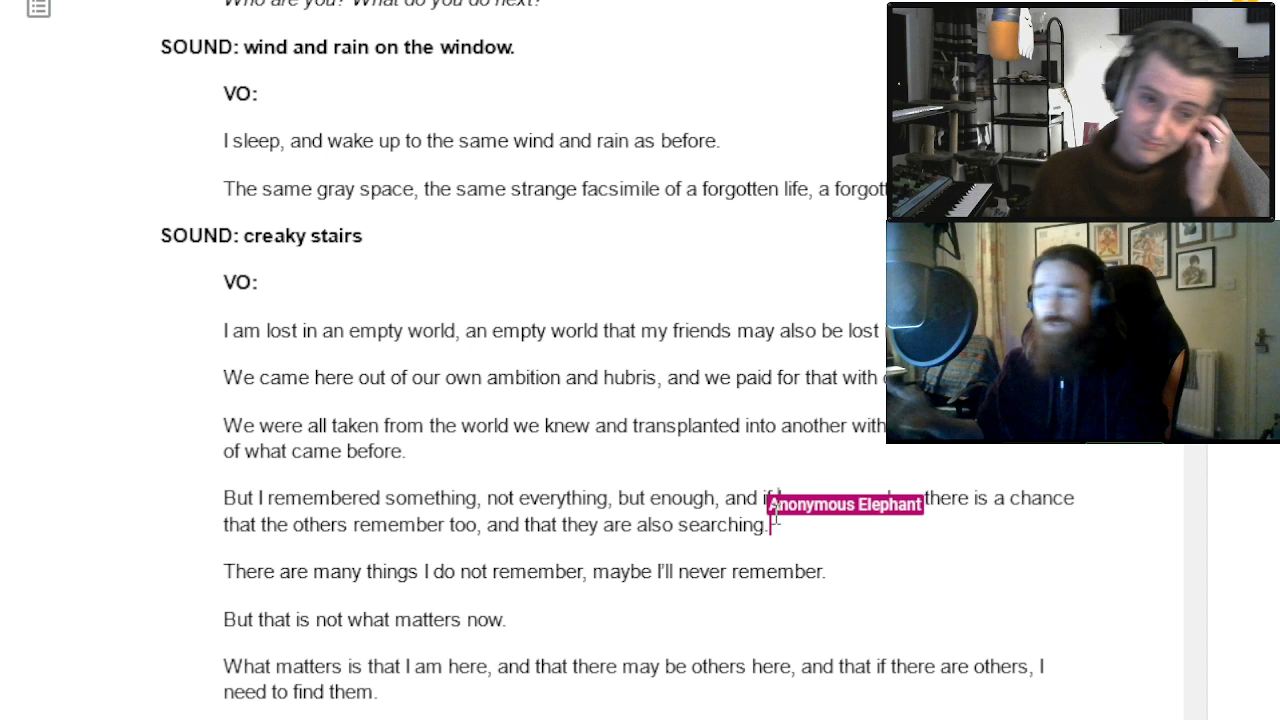 Who are you? What do you do next?
SOUND: wind and rain on the window.
VO:
I sleep, and wake up to the same wind and rain as before.
The same gray space, the same strange facsimile of a forgotten life, a
SOUND: creaky stairs
VO:
I am lost in an empty world, an empty world that my friends may also be lost
We came here out of our own ambition and hubris, and we paid for that with
We were all taken from the world we knew and transplanted into another with
of what came before.
But I remembered something, not everything, but enough, and if there is a chance
Anonymous Elephant
that the others remember too, and that they are also searching.
There are many things I do not remember, maybe I'll never remember.
But that is not what matters now.
What matters is that I am here, and that there may be others here, and that if there are others, I
need to find them.